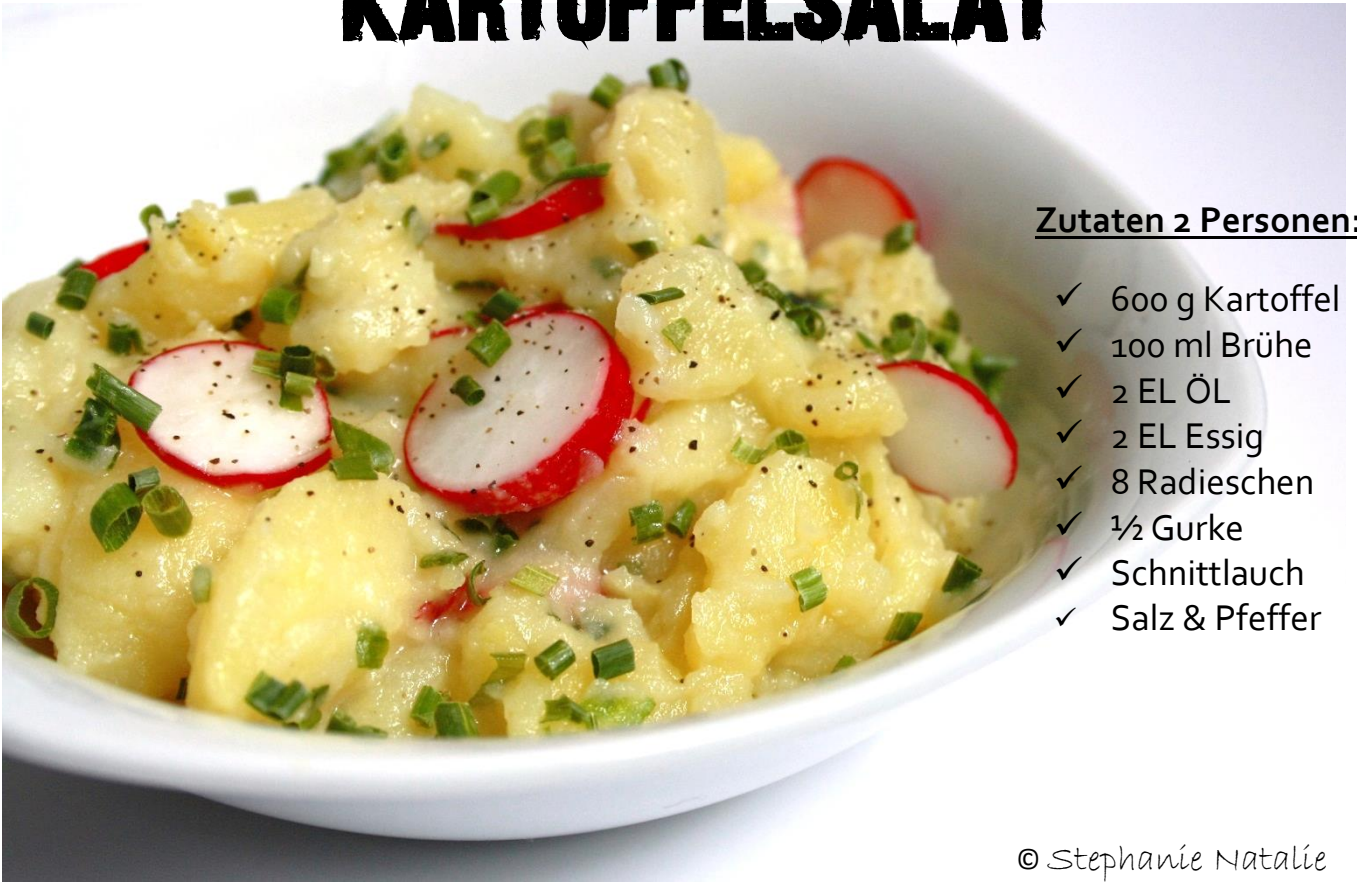 KARTOFFELSALAT
Zutaten 2 Personen:
✓ 600 g Kartoffel
✓ 100 ml Brühe
✓ 2 EL ÖL
✓ 2 EL Essig
✓ 8 Radieschen
✓ ½ Gurke
✓ Schnittlauch
✓ Salz & Pfeffer
© Stephanie Natalie